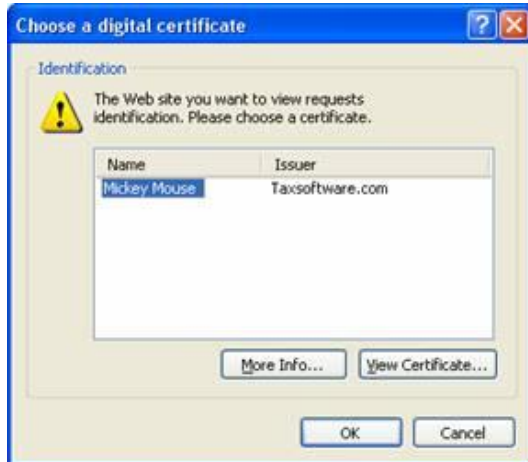 Choose a digital certificate
Identification
The Web site you want to view requests
identification. Please choose a certificate.
Name Issuer
Mickey Mouse Taxsoftware.com
More Info... View Certificate...
OK Cancel